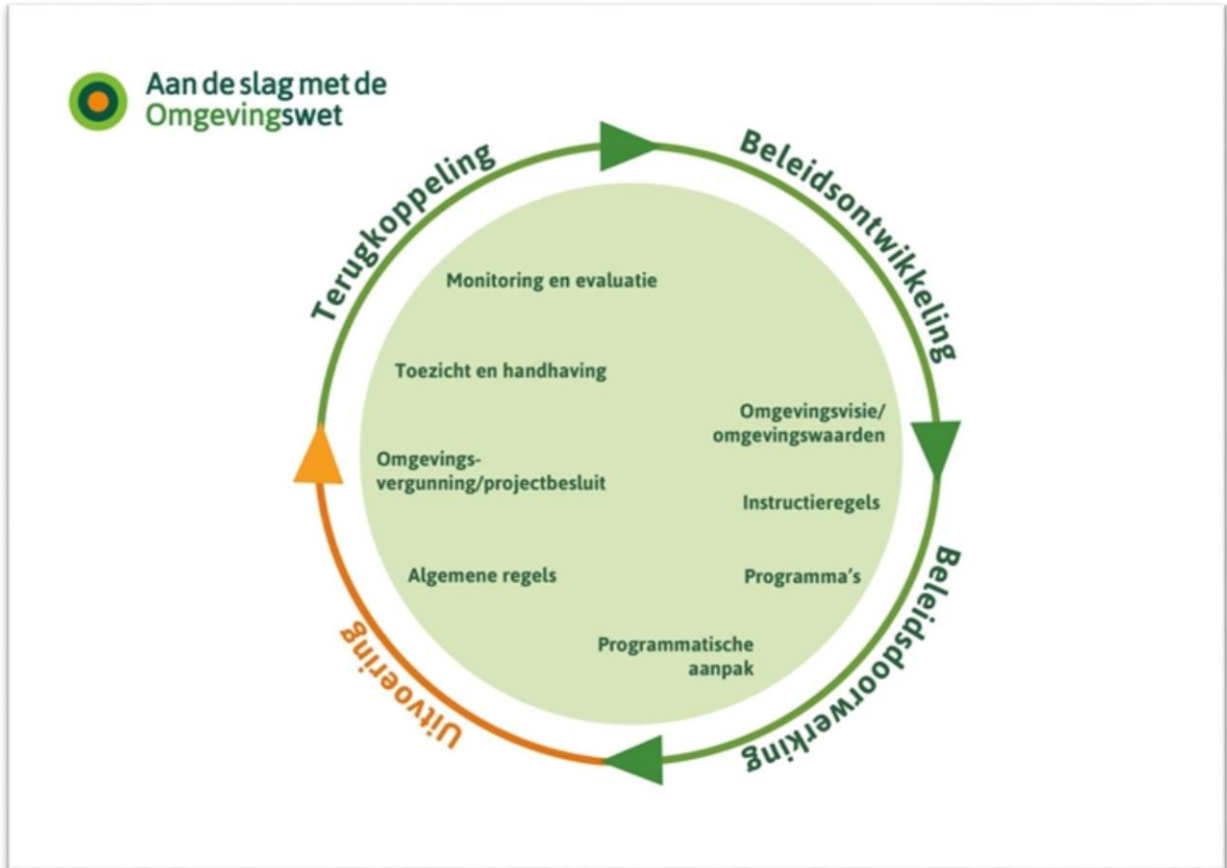 Aan de slag met de
Omgevingswet
Terugkoppeling
Beleidsontwikkeling
Monitoring en evaluatie
Toezicht en handhaving
Omgevingsvisie/
omgevingswaarden
Omgevings-
vergunning/projectbesluit
Instructieregels
Algemene regels
Programma's
Programmatische
aanpak
Beleidsdoorwerking
Uitvoering